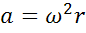 a = ω²r